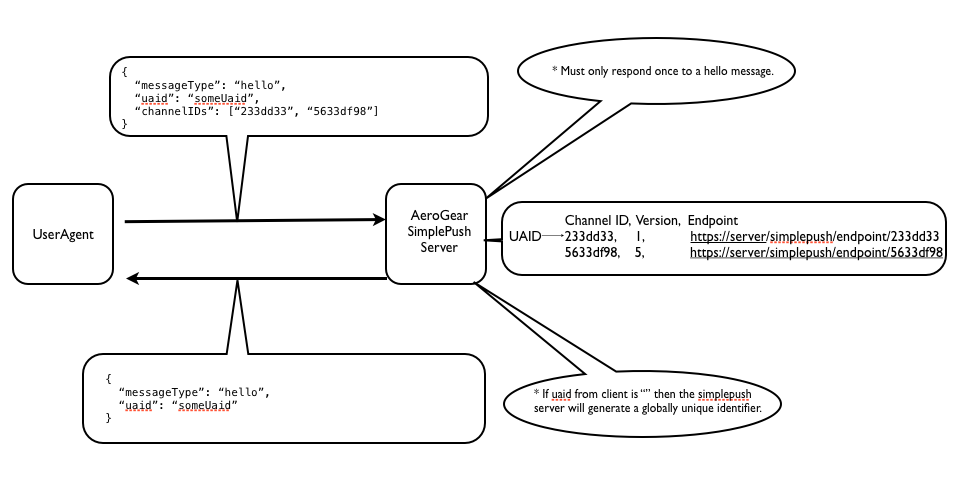 {
“messageType”: “hello”,
“uaid”: “someUaid”,
“channelIDs”: [“233dd33”, “5633df98”]
}
* Must only respond once to a hello message.
UserAgent
AeroGear
SimplePush
Server
Channel ID, Version, Endpoint
UAID 233dd33, 1, https://server/simplepush/endpoint/233dd33
5633df98, 5, https://server/simplepush/endpoint/5633df98
{
“messageType”: “hello”,
“uaid”: “someUaid”
}
* If uaid from client is “” then the simplepush
server will generate a globally unique identifier.